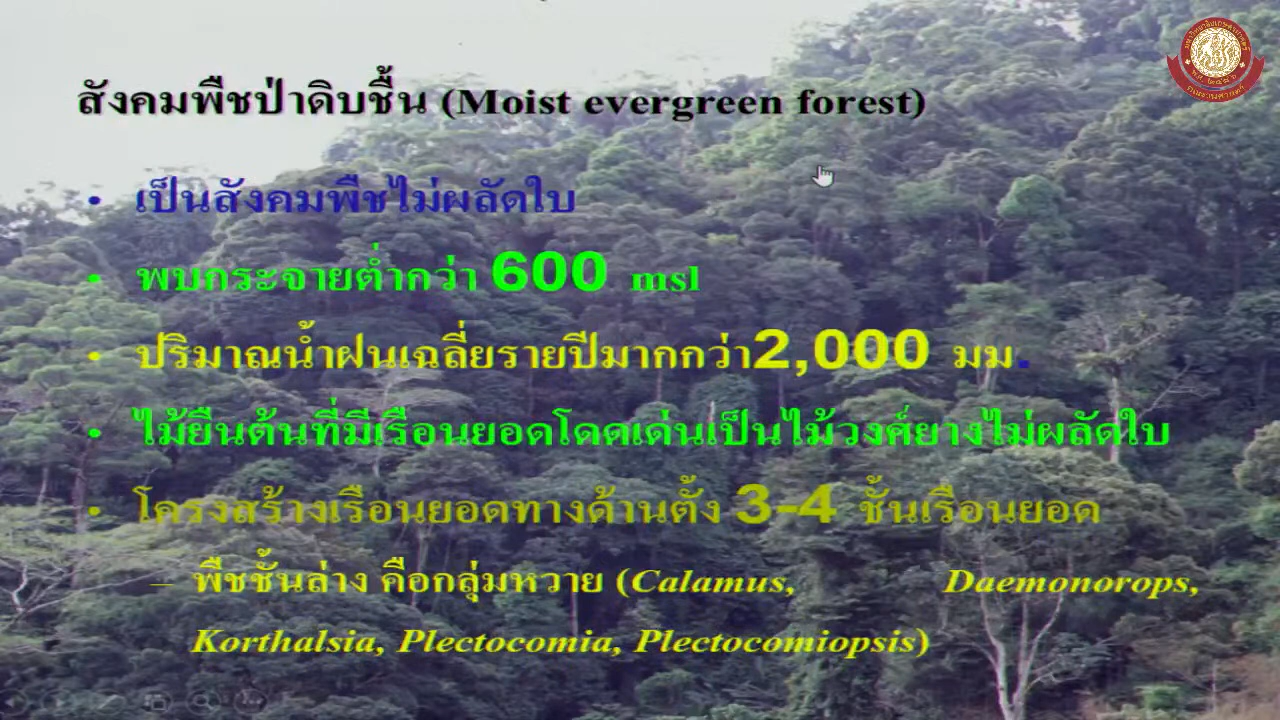 สังคมพืชป่าดิบชื้น (Moist evergreen forest)
• เป็นสังคมพืชไม่ผลัดใบ
• พบกระจายต่ำกว่า 600 msl
• ปริมาณน้ำฝนเฉลี่ยรายปีมากกว่า2,000 มม.
• ไม้ยืนต้นที่มีเรือนยอดโดดเด่นเป็นไม้วงศ์ยางไม่ผลัดใบ
• โครงสร้างเรือนยอดทางด้านตั้ง 3-4 ชั้นเรือนยอด
– พืชชั้นล่าง คือกลุ่มหวาย (Calamus, Daemonorops,
Korthalsia, Plectocomia, Plectocomiopsis)